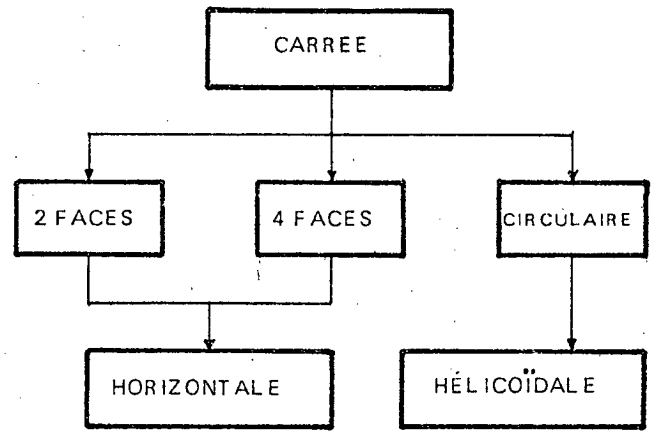 CARREE
2 FACES
4 FACES
CIRCULAIRE
HORIZONTALE
HÉLICOÏDALE